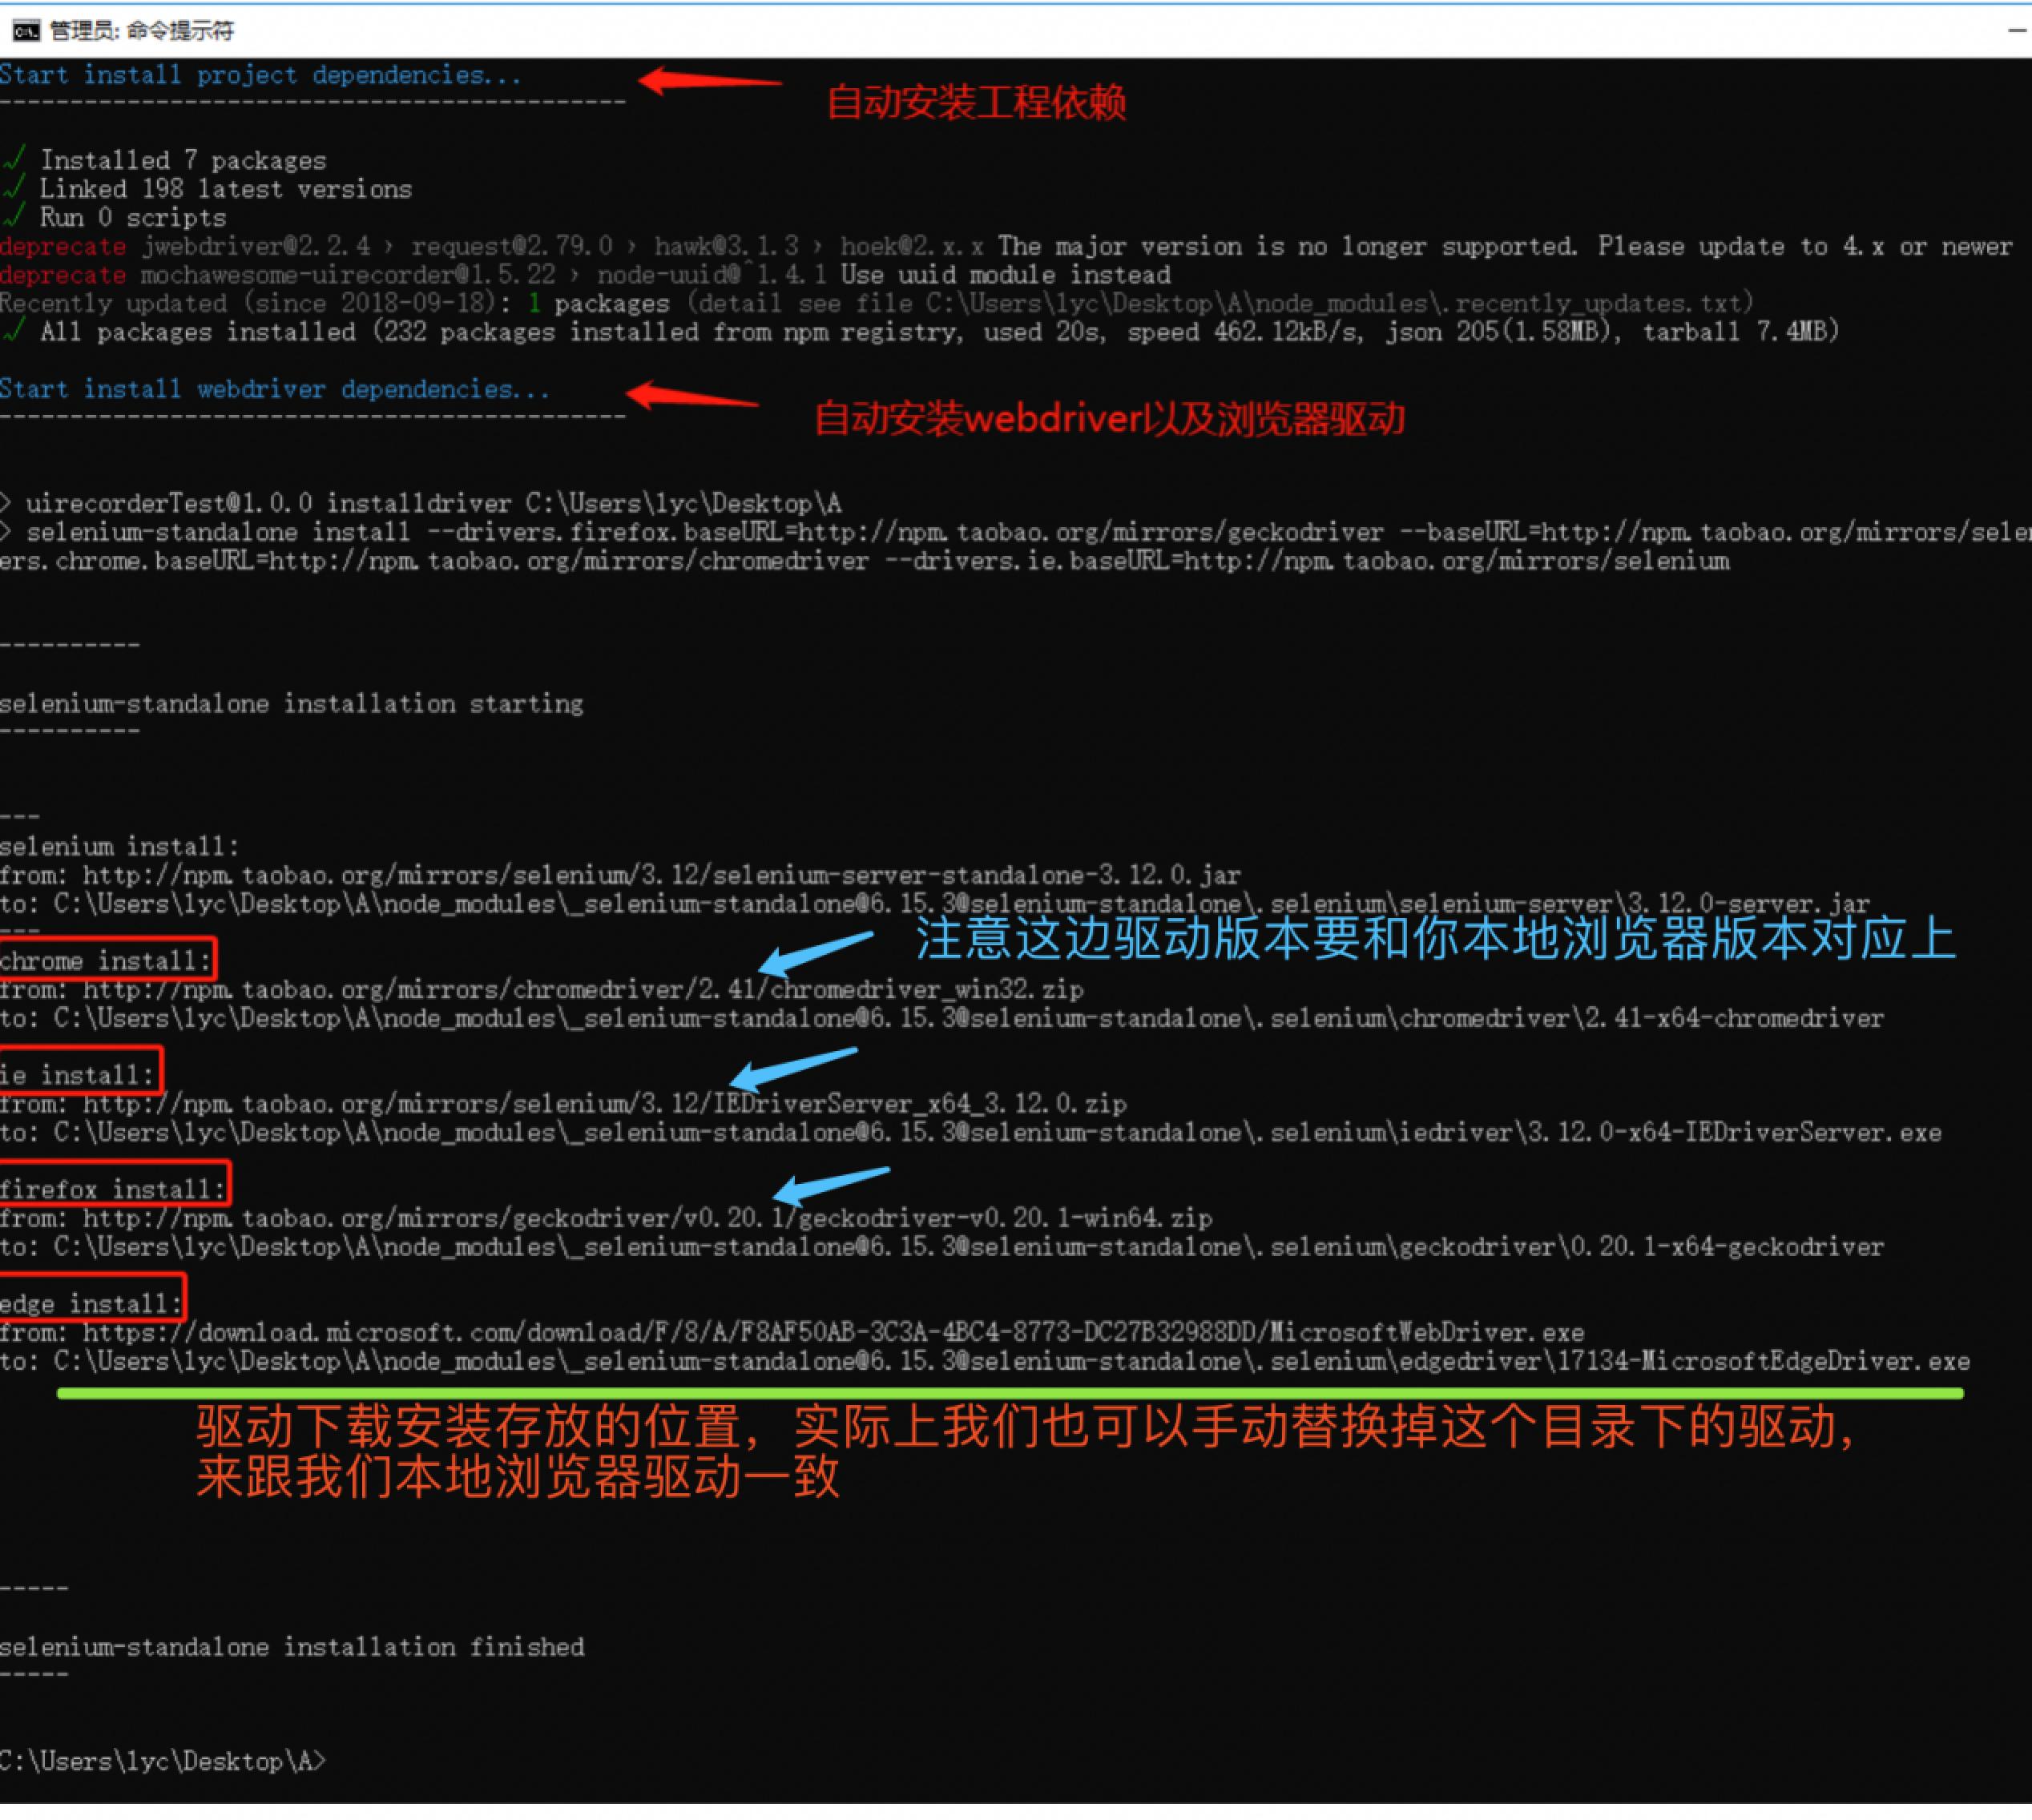 管理员: 命令提示符
Start install project dependencies...
--------------------------------------------
自动安装工程依赖
√ Installed 7 packages
√ Linked 198 latest versions
√ Run 0 scripts
deprecate jwebdriver@2.2.4 › request@2.79.0 › hawk@3.1.3 › hoek@2.x.x The major version is no longer supported. Please update to 4.x or newer
deprecate mochawesome-uirecorder@1.5.22 › node-uuid@^1.4.1 Use uuid module instead
Recently updated (since 2018-09-18): 1 packages (detail see file C:\Users\lyc\Desktop\A\node_modules\.recently_updates.txt)
√ All packages installed (232 packages installed from npm registry, used 20s, speed 462.12kB/s, json 205(1.58MB), tarball 7.4MB)
Start install webdriver dependencies...
--------------------------------------------
自动安装webdriver以及浏览器驱动
> uirecorderTest@1.0.0 installdriver C:\Users\lyc\Desktop\A
> selenium-standalone install --drivers.firefox.baseURL=http://npm.taobao.org/mirrors/geckodriver --baseURL=http://npm.taobao.org/mirrors/sele
ers.chrome.baseURL=http://npm.taobao.org/mirrors/chromedriver --drivers.ie.baseURL=http://npm.taobao.org/mirrors/selenium
----------
selenium-standalone installation starting
----------
---
selenium install:
from: http://npm.taobao.org/mirrors/selenium/3.12/selenium-server-standalone-3.12.0.jar
to: C:\Users\lyc\Desktop\A\node_modules\_selenium-standalone@6.15.3@selenium-standalone\.selenium\selenium-server\3.12.0-server.jar
---
注意这边驱动版本要和你本地浏览器版本对应上
chrome install:
from: http://npm.taobao.org/mirrors/chromedriver/2.41/chromedriver_win32.zip
to: C:\Users\lyc\Desktop\A\node_modules\_selenium-standalone@6.15.3@selenium-standalone\.selenium\chromedriver\2.41-x64-chromedriver
ie install:
from: http://npm.taobao.org/mirrors/selenium/3.12/IEDriverServer_x64_3.12.0.zip
to: C:\Users\lyc\Desktop\A\node_modules\_selenium-standalone@6.15.3@selenium-standalone\.selenium\iedriver\3.12.0-x64-IEDriverServer.exe
firefox install:
from: http://npm.taobao.org/mirrors/geckodriver/v0.20.1/geckodriver-v0.20.1-win64.zip
to: C:\Users\lyc\Desktop\A\node_modules\_selenium-standalone@6.15.3@selenium-standalone\.selenium\geckodriver\0.20.1-x64-geckodriver
edge install:
from: https://download.microsoft.com/download/F/8/A/F8AF50AB-3C3A-4BC4-8773-DC27B32988DD/MicrosoftWebDriver.exe
to: C:\Users\lyc\Desktop\A\node_modules\_selenium-standalone@6.15.3@selenium-standalone\.selenium\edgedriver\17134-MicrosoftEdgeDriver.exe
驱动下载安装存放的位置，实际上我们也可以手动替换掉这个目录下的驱动，
来跟我们本地浏览器驱动一致
-----
selenium-standalone installation finished
-----
C:\Users\lyc\Desktop\A>